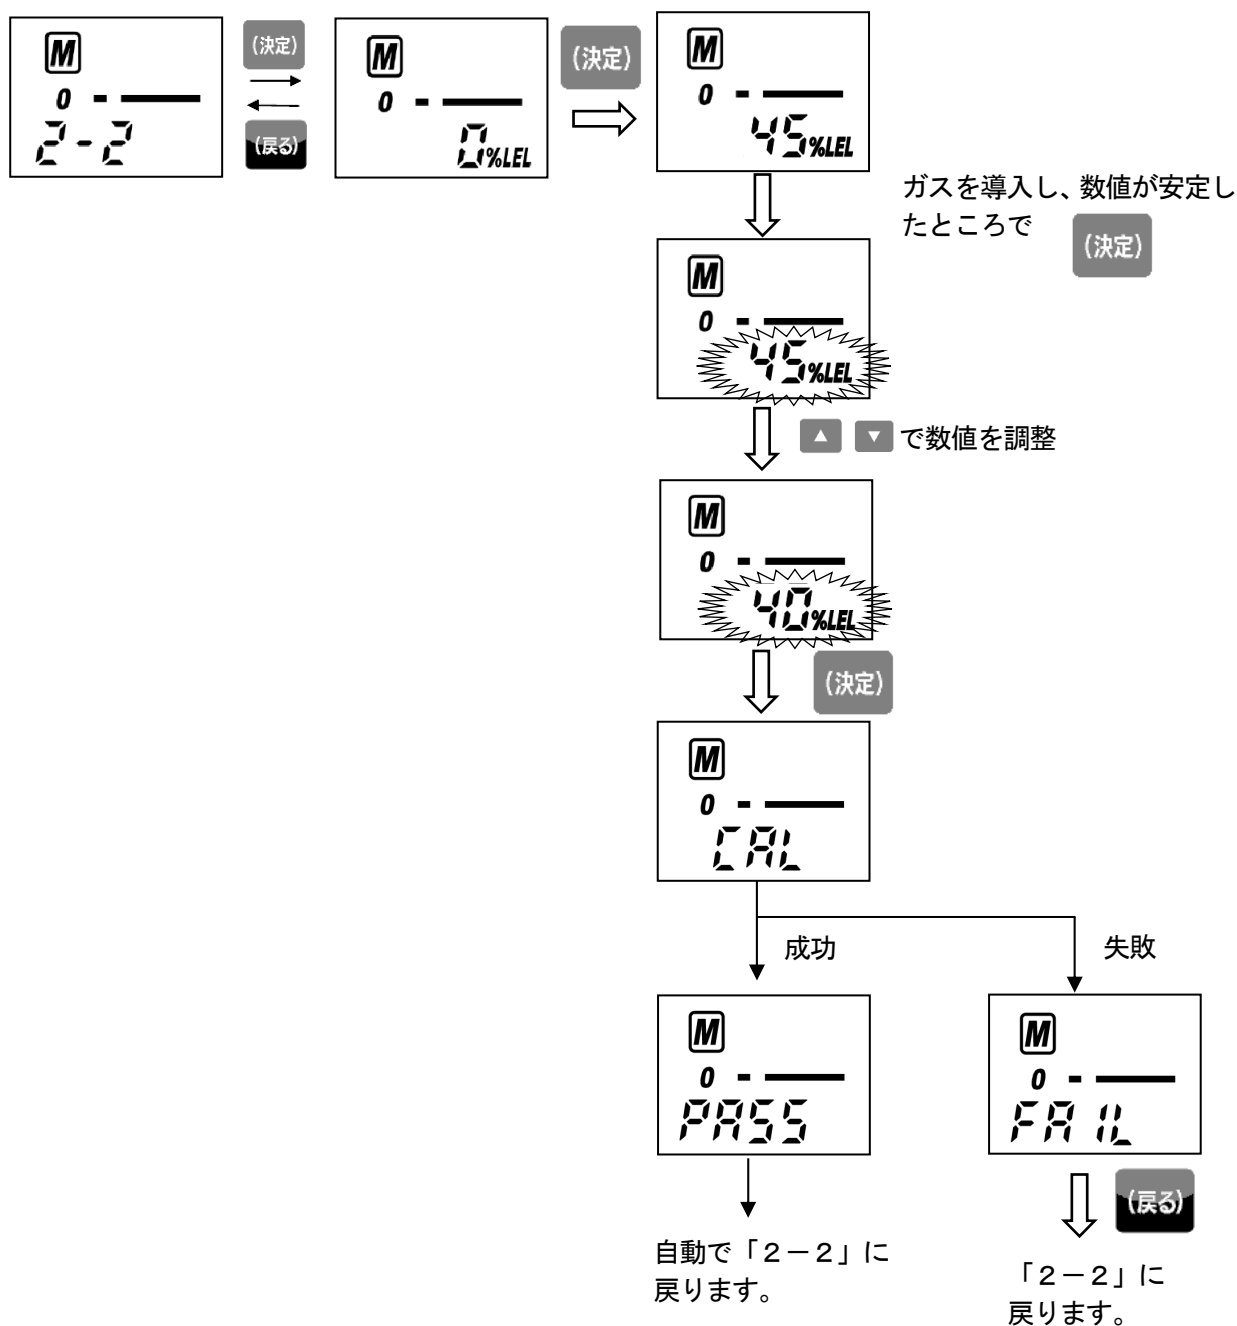 M
0
2-2
(決定)
(戻る)
M
0
0%LEL
(決定)
M
0
45%LEL
ガスを導入し、数値が安定し
たところで (決定)
M
0
45%LEL
▲ ▼ で数値を調整
M
0
40%LEL
(決定)
M
0
CAL
成功
失敗
M
0
PASS
M
0
FAIL
(戻る)
自動で「2-2」に
戻ります。
「2-2」に
戻ります。